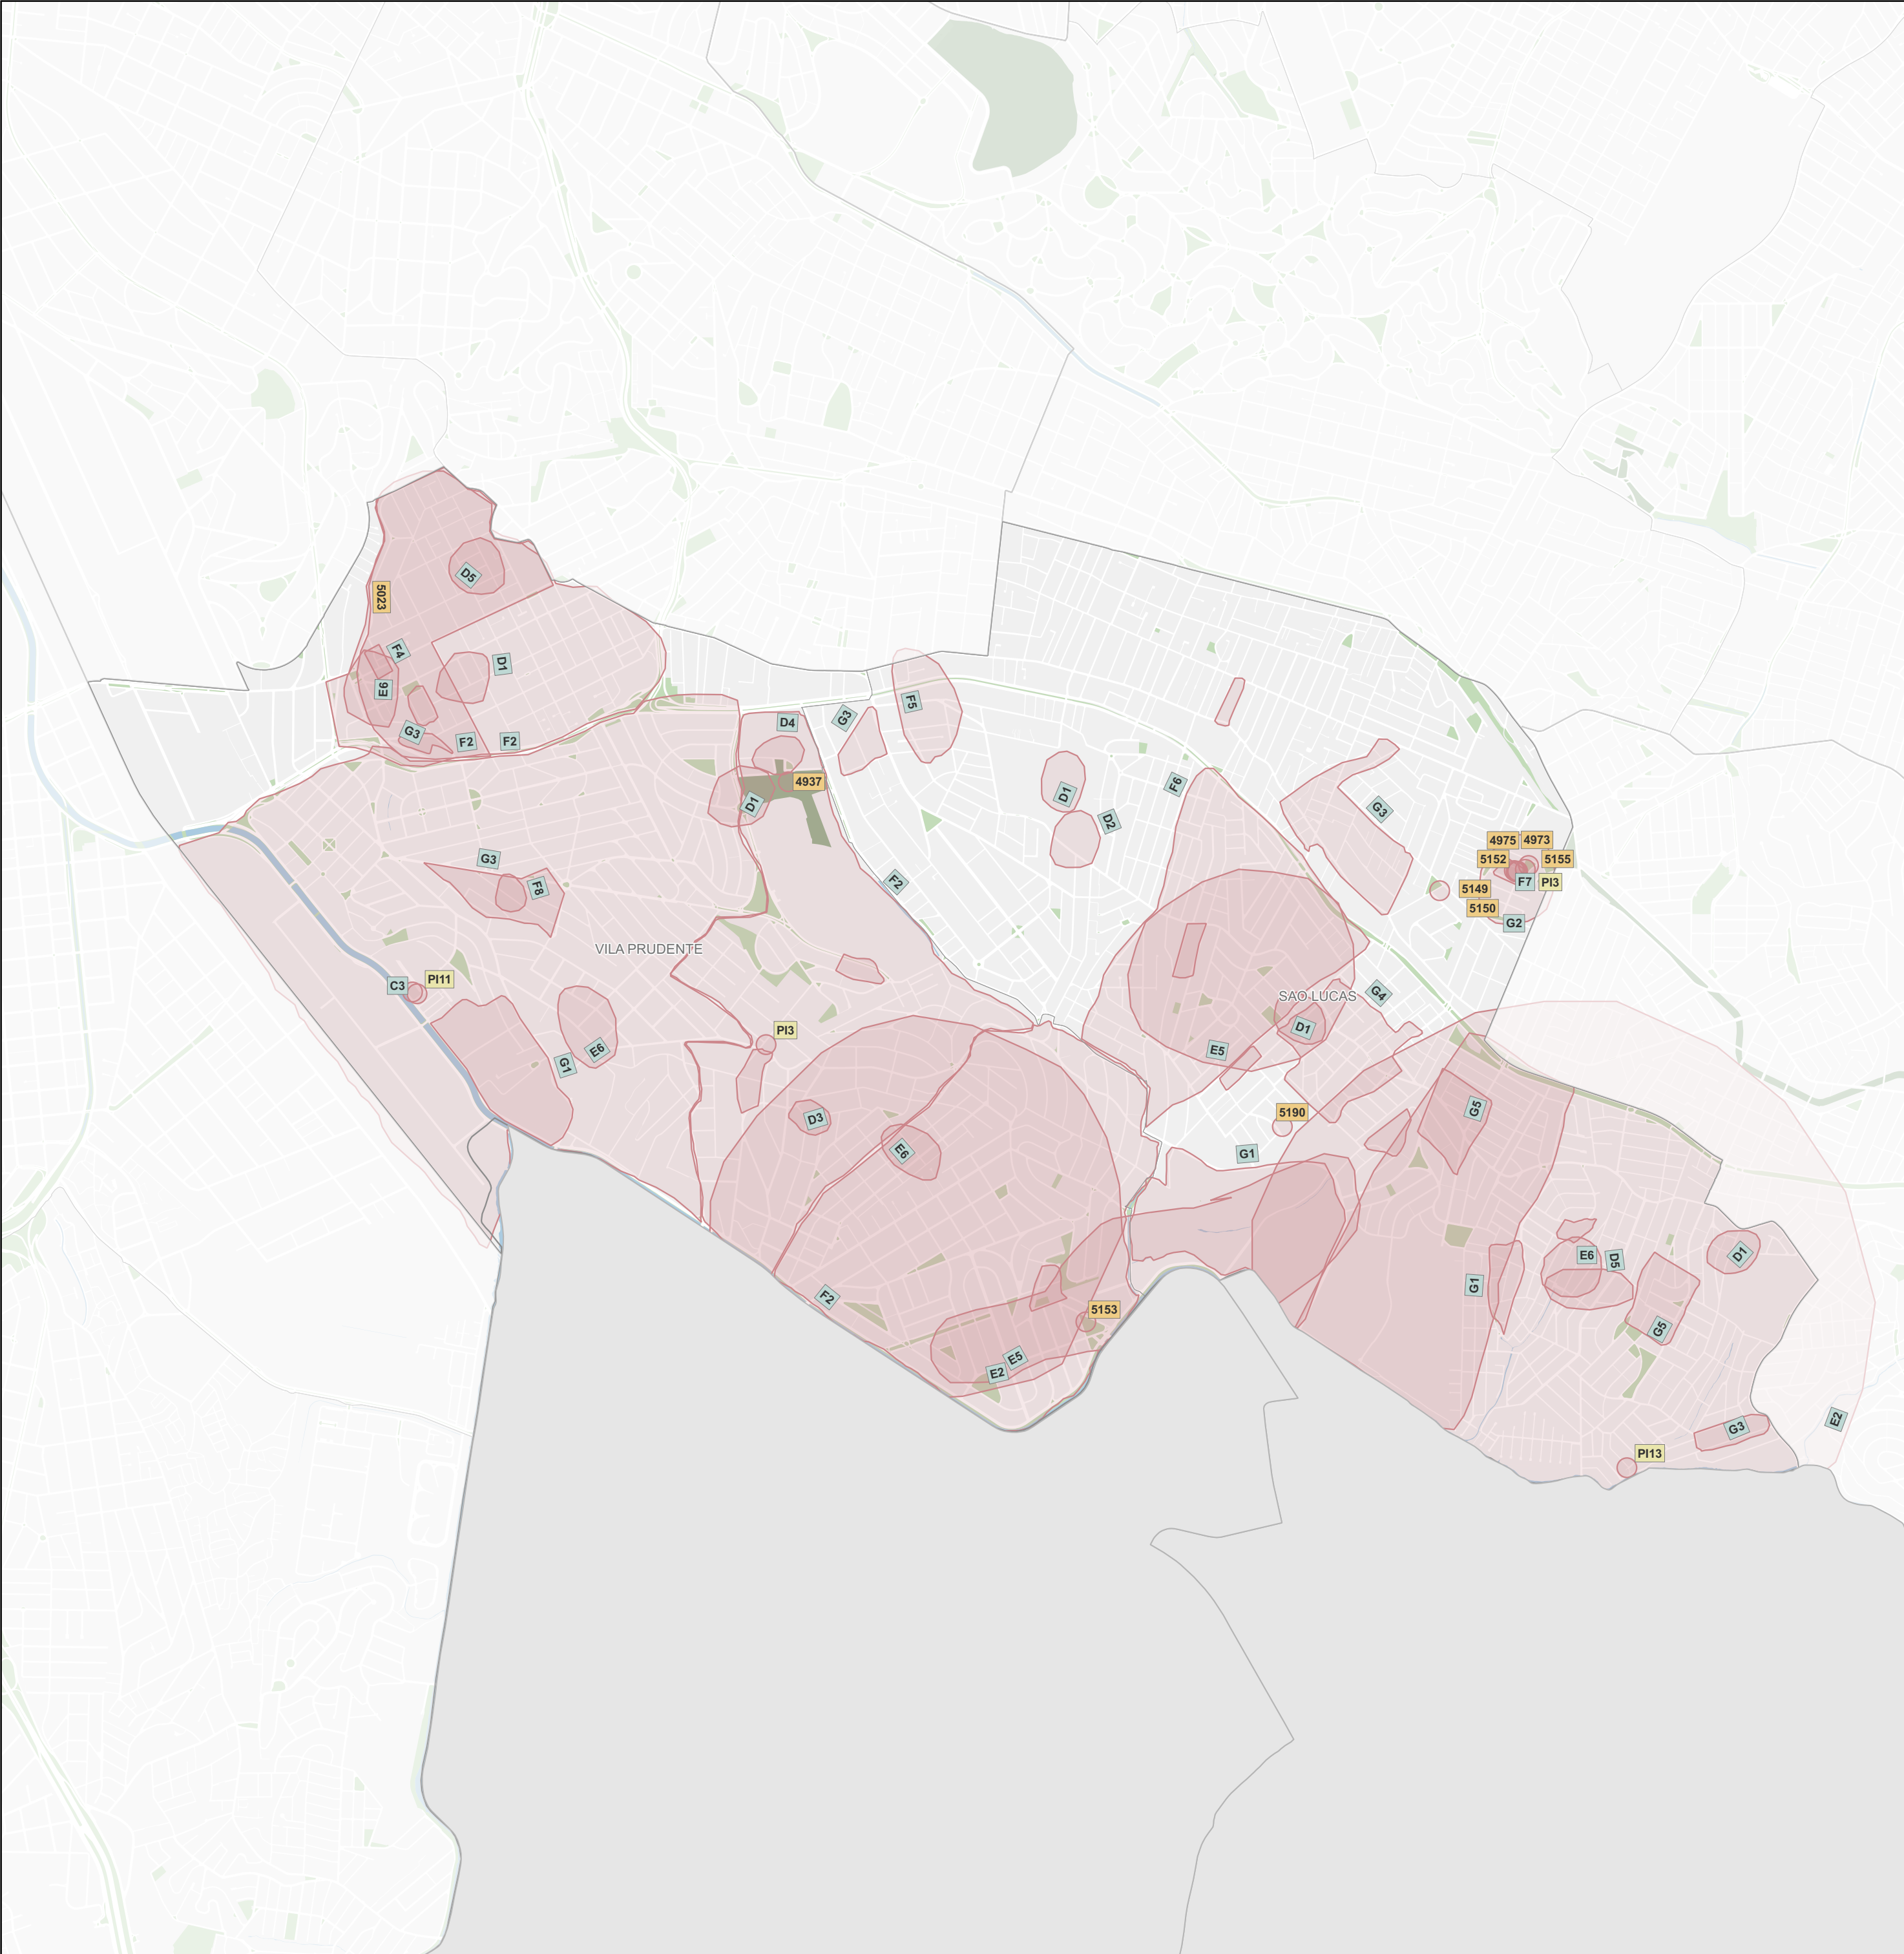 D5
5023
F4
D1
E6
G3
F2
F2
D4
G3
F5
4937
D1
D1
D2
F6
G3
F2
4975
4973
5152
5155
F7
PI3
5149
5150
G2
G3
F8
VILA PRUDENTE
C3
PI11
SAO LUCAS
G4
D1
E5
PI3
G1
E6
D3
E6
5190
G1
G5
F2
5153
E5
E2
G1
E6
D5
D1
G5
G3
E2
PI13